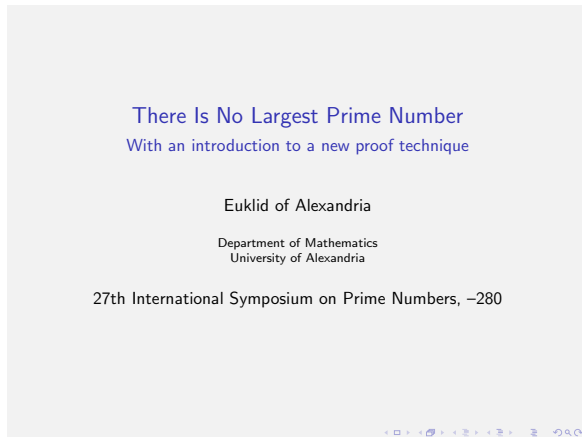 There Is No Largest Prime Number
With an introduction to a new proof technique
Euklid of Alexandria
Department of Mathematics
University of Alexandria
27th International Symposium on Prime Numbers, –280